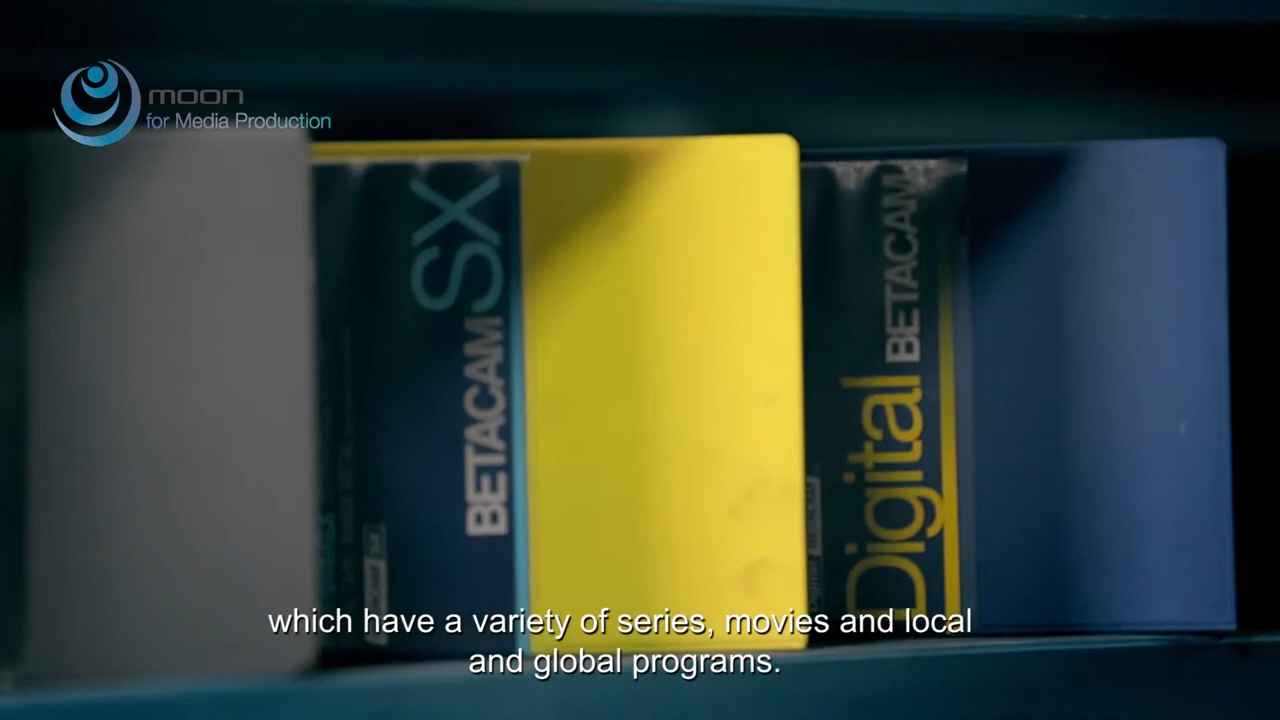 moon
for Media Production
BETACAM SX
Digital BETACAM
which have a variety of series, movies and local
and global programs.